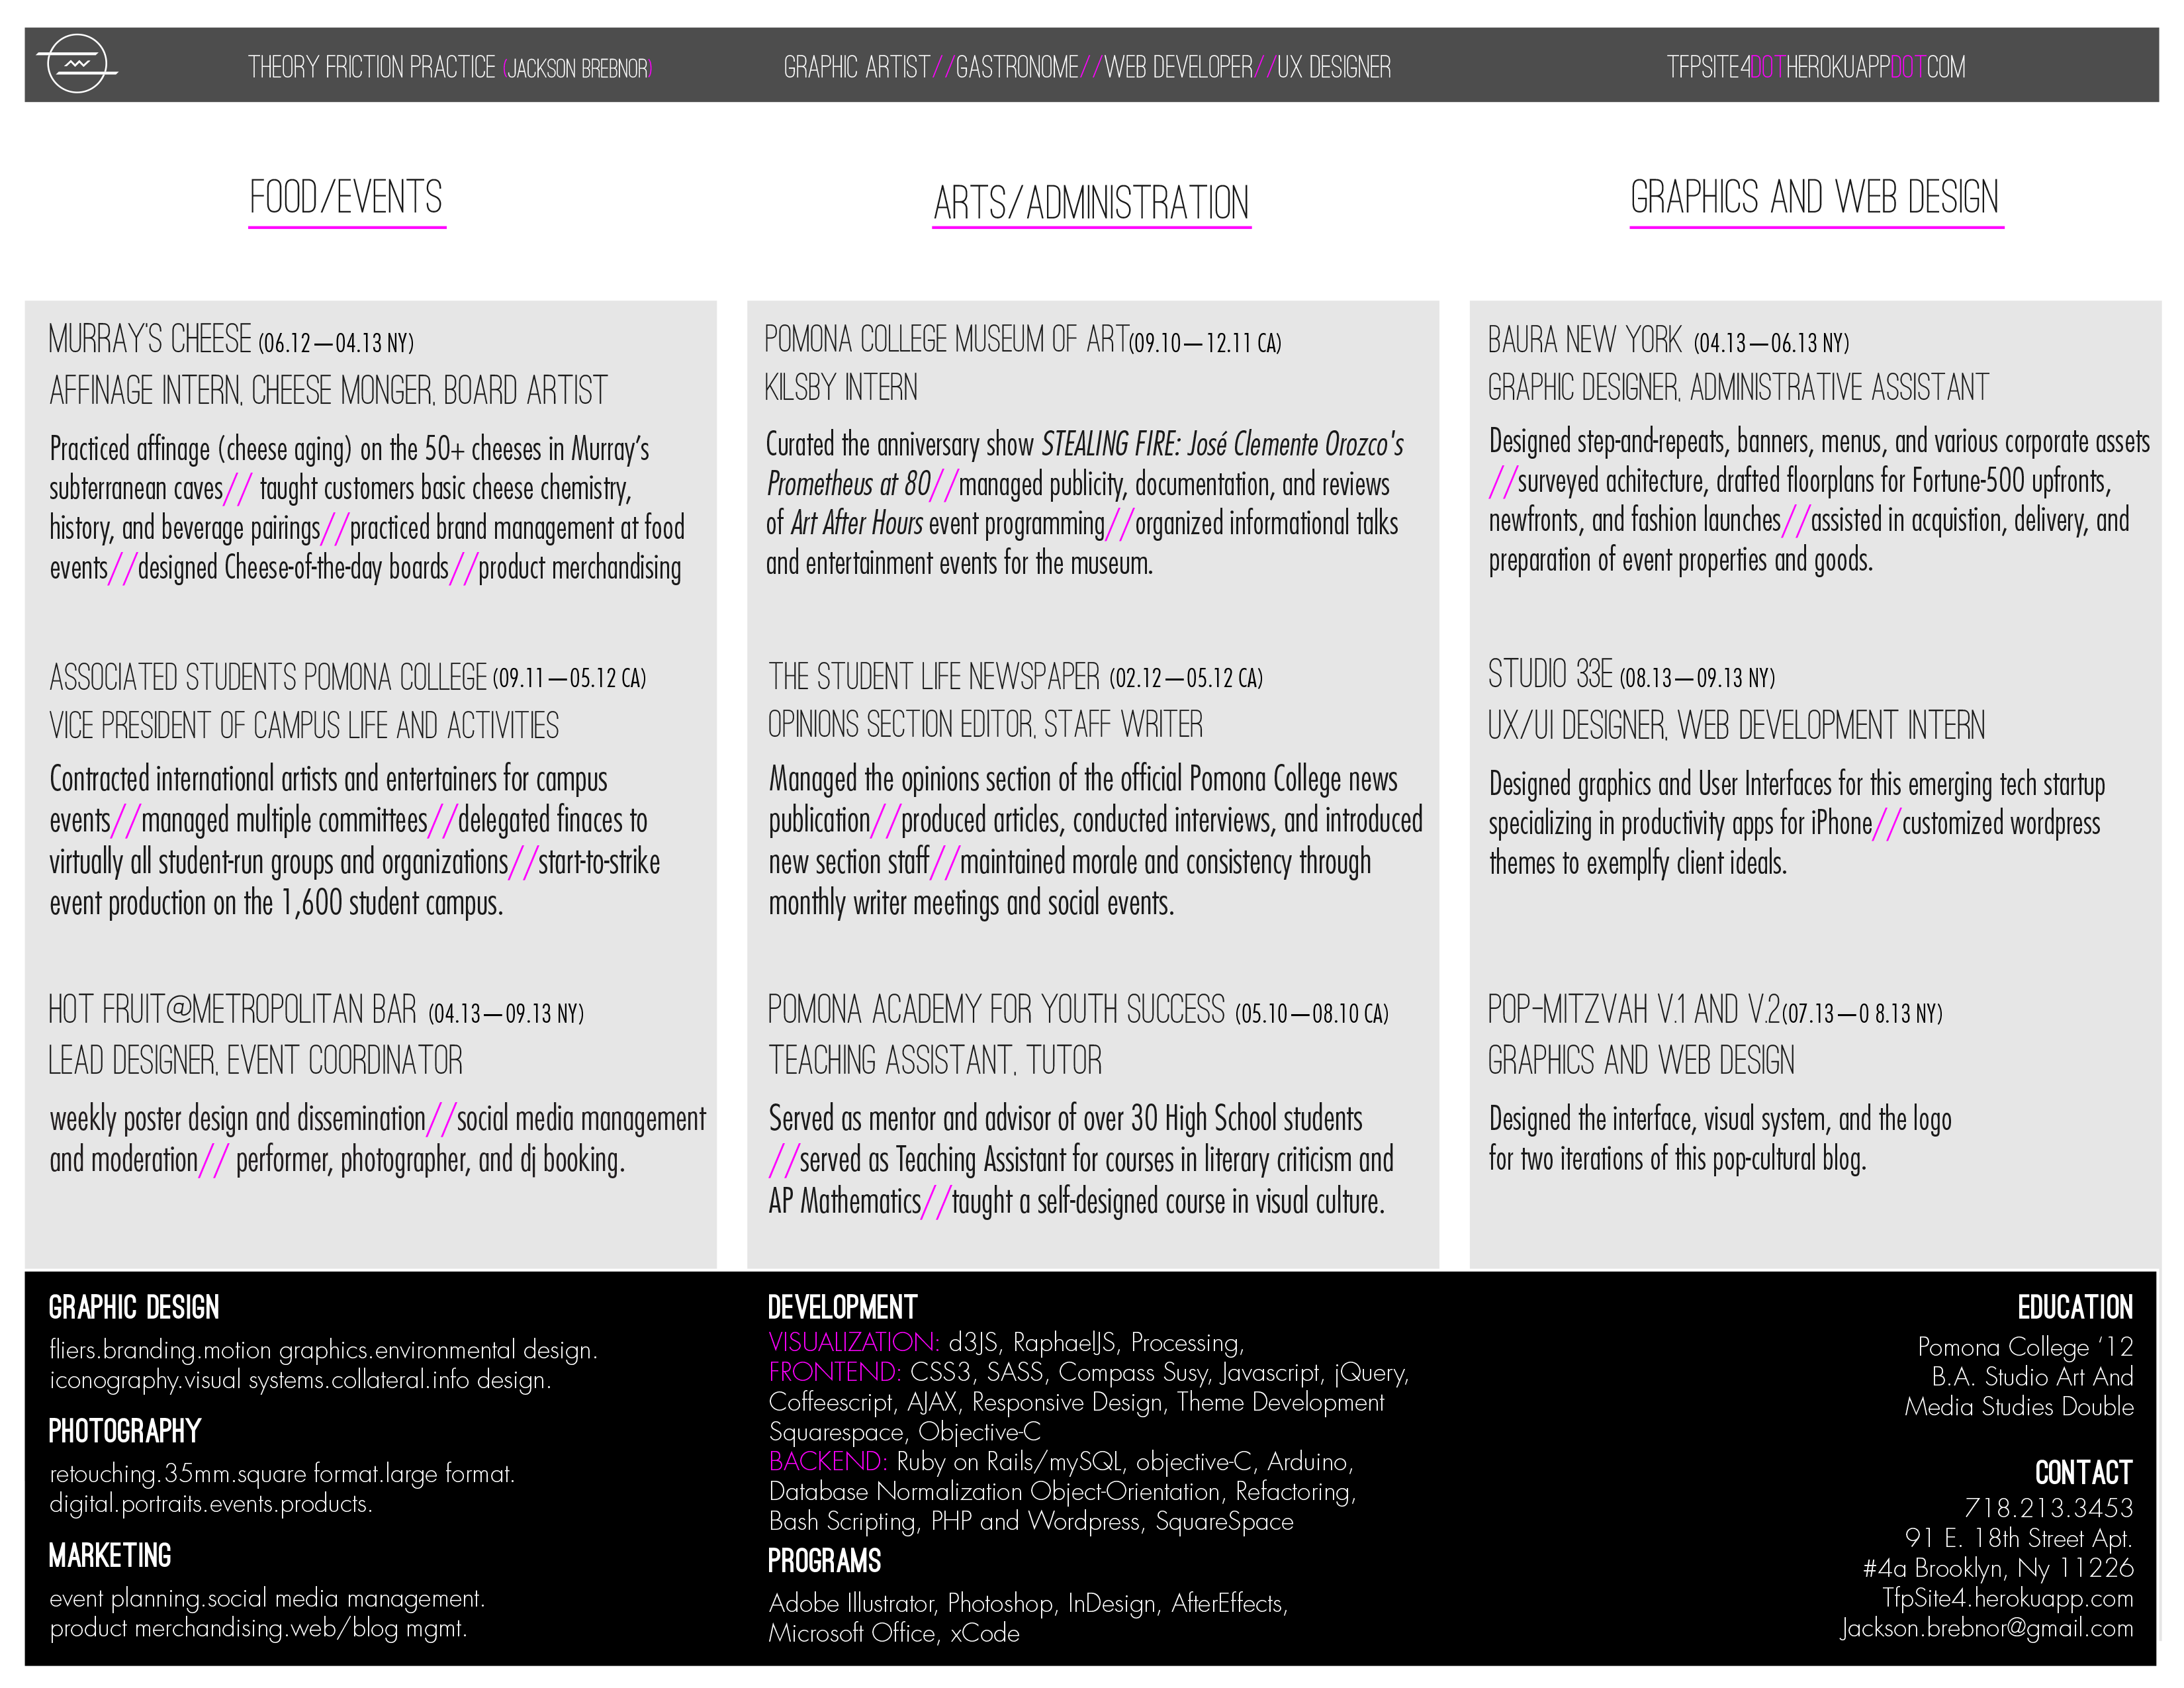 THEORY FRICTION PRACTICE (JACKSON BREBNOR)
GRAPHIC ARTIST//GASTRONOME//WEB DEVELOPER//UX DESIGNER
TFPSITE4DOTHEROKUAPPDOTCOM
FOOD/EVENTS
MURRAY'S CHEESE (06.12—04.13 NY)
AFFINAGE INTERN, CHEESE MONGER, BOARD ARTIST
Practiced affinage (cheese aging) on the 50+ cheeses in Murray's
subterranean caves// taught customers basic cheese chemistry,
history, and beverage pairings//practiced brand management at food
events//designed Cheese-of-the-day boards//product merchandising
ASSOCIATED STUDENTS POMONA COLLEGE (09.11—05.12 CA)
VICE PRESIDENT OF CAMPUS LIFE AND ACTIVITIES
Contracted international artists and entertainers for campus
events//managed multiple committees//delegated finaces to
virtually all student-run groups and organizations//start-to-strike
event production on the 1,600 student campus.
HOT FRUIT@METROPOLITAN BAR (04.13—09.13 NY)
LEAD DESIGNER, EVENT COORDINATOR
weekly poster design and dissemination//social media management
and moderation// performer, photographer, and dj booking.
ARTS/ADMINISTRATION
POMONA COLLEGE MUSEUM OF ART(09.10—12.11 CA)
KILSBY INTERN
Curated the anniversary show STEALING FIRE: José Clemente Orozco's
Prometheus at 80//managed publicity, documentation, and reviews
of Art After Hours event programming//organized informational talks
and entertainment events for the museum.
THE STUDENT LIFE NEWSPAPER (02.12—05.12 CA)
OPINIONS SECTION EDITOR, STAFF WRITER
Managed the opinions section of the official Pomona College news
publication//produced articles, conducted interviews, and introduced
new section staff//maintained morale and consistency through
monthly writer meetings and social events.
POMONA ACADEMY FOR YOUTH SUCCESS (05.10—08.10 CA)
TEACHING ASSISTANT, TUTOR
Served as mentor and advisor of over 30 High School students
//served as Teaching Assistant for courses in literary criticism and
AP Mathematics//taught a self-designed course in visual culture.
GRAPHICS AND WEB DESIGN
BAURA NEW YORK (04.13—06.13 NY)
GRAPHIC DESIGNER, ADMINISTRATIVE ASSISTANT
Designed step-and-repeats, banners, menus, and various corporate assets
//surveyed achitecture, drafted floorplans for Fortune-500 upfronts,
newfronts, and fashion launches//assisted in acquistion, delivery, and
preparation of event properties and goods.
STUDIO 33E (08.13—09.13 NY)
UX/UI DESIGNER, WEB DEVELOPMENT INTERN
Designed graphics and User Interfaces for this emerging tech startup
specializing in productivity apps for iPhone//customized wordpress
themes to exemplfy client ideals.
POP-MITZVAH V.1 AND V.2(07.13—0 8.13 NY)
GRAPHICS AND WEB DESIGN
Designed the interface, visual system, and the logo
for two iterations of this pop-cultural blog.
GRAPHIC DESIGN
fliers.branding.motion graphics.environmental design.
iconography.visual systems.collateral.info design.
PHOTOGRAPHY
retouching.35mm.square format.large format.
digital.portraits.events.products.
MARKETING
event planning.social media management.
product merchandising.web/blog mgmt.
DEVELOPMENT
VISUALIZATION: d3JS, RaphaelJS, Processing,
FRONTEND: CSS3, SASS, Compass Susy, Javascript, jQuery,
Coffeescript, AJAX, Responsive Design, Theme Development
Squarespace, Objective-C
BACKEND: Ruby on Rails/mySQL, objective-C, Arduino,
Database Normalization Object-Orientation, Refactoring,
Bash Scripting, PHP and Wordpress, SquareSpace
PROGRAMS
Adobe Illustrator, Photoshop, InDesign, AfterEffects,
Microsoft Office, xCode
EDUCATION
Pomona College '12
B.A. Studio Art And
Media Studies Double
CONTACT
718.213.3453
91 E. 18th Street Apt.
#4a Brooklyn, Ny 11226
TfpSite4.herokuapp.com
Jackson.brebnor@gmail.com